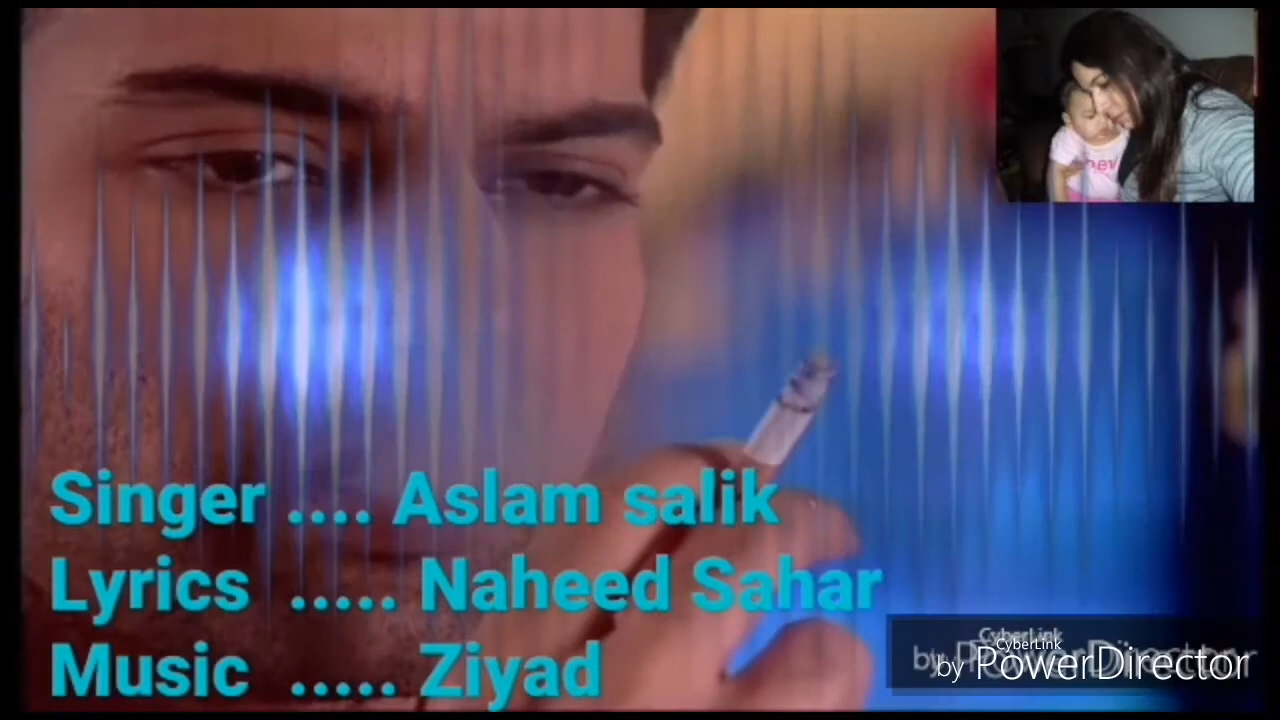 Singer .... Aslam salik
Lyrics ..... Naheed Sahar
Music ..... Ziyad
CyberLink
by PowerDirector